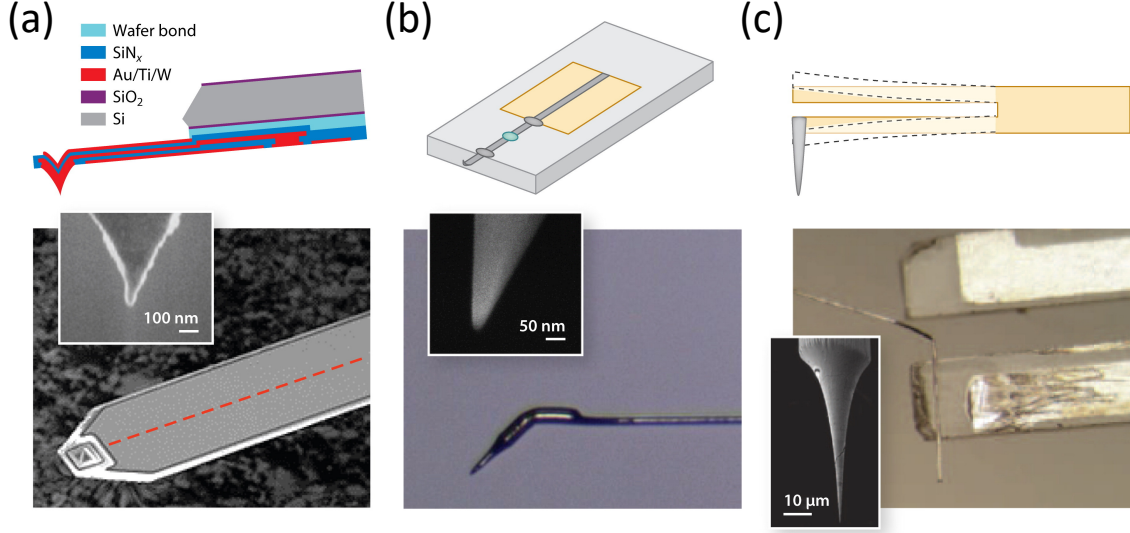 (a)
Wafer bond
SiNₓ
Au/Ti/W
SiO₂
Si
100 nm
(b)
50 nm
(c)
10 μm